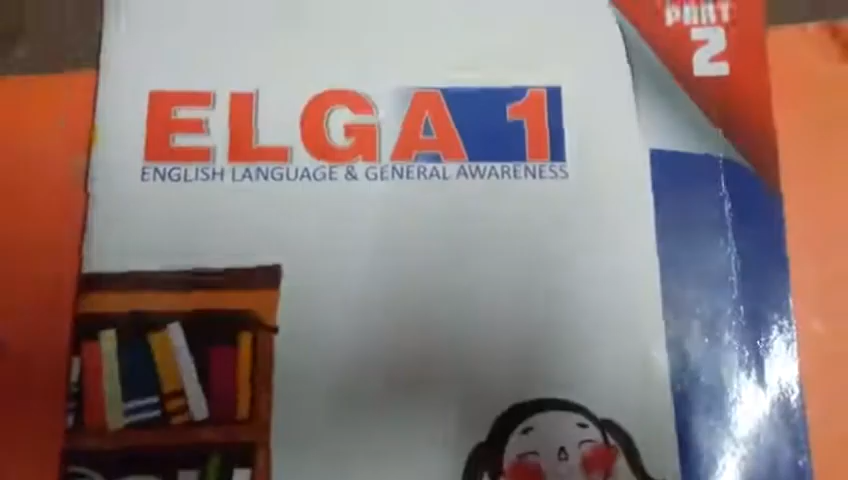 PART
2
ELGA 1
ENGLISH LANGUAGE & GENERAL AWARENESS